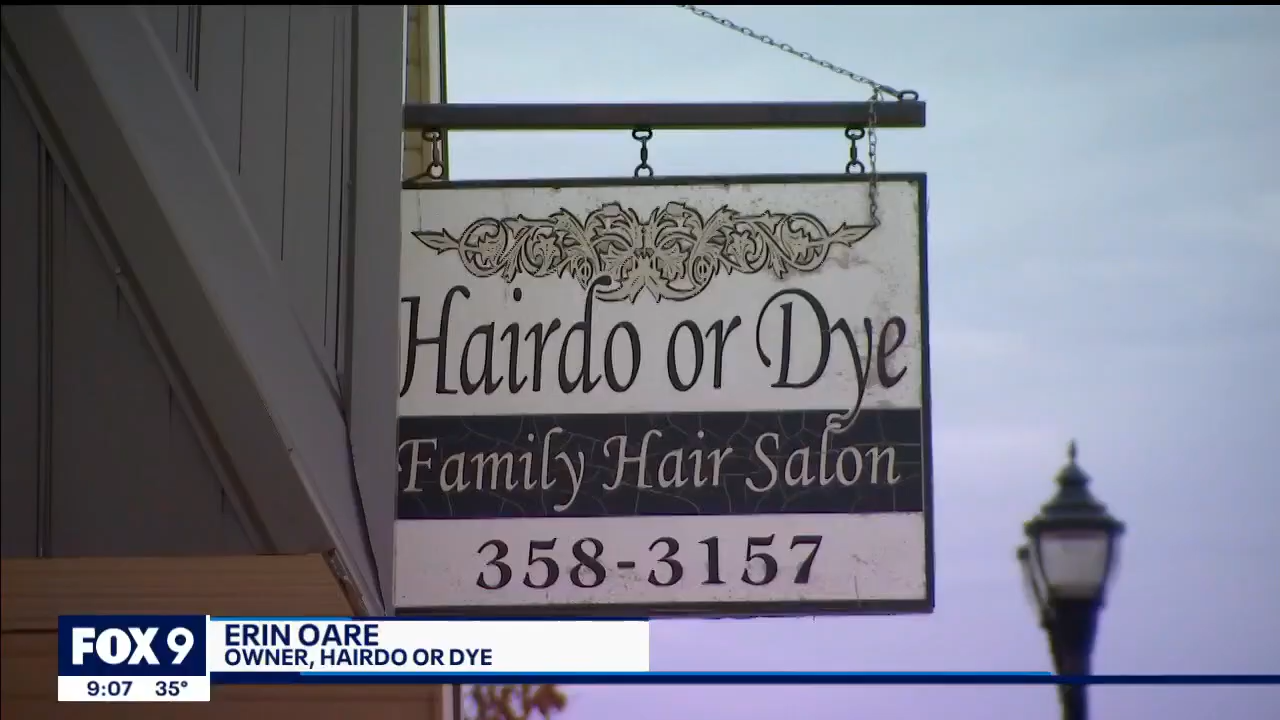 Hairdo or Dye
Family Hair Salon
358-3157
FOX 9
ERIN OARE
OWNER, HAIRDO OR DYE
9:07 35°